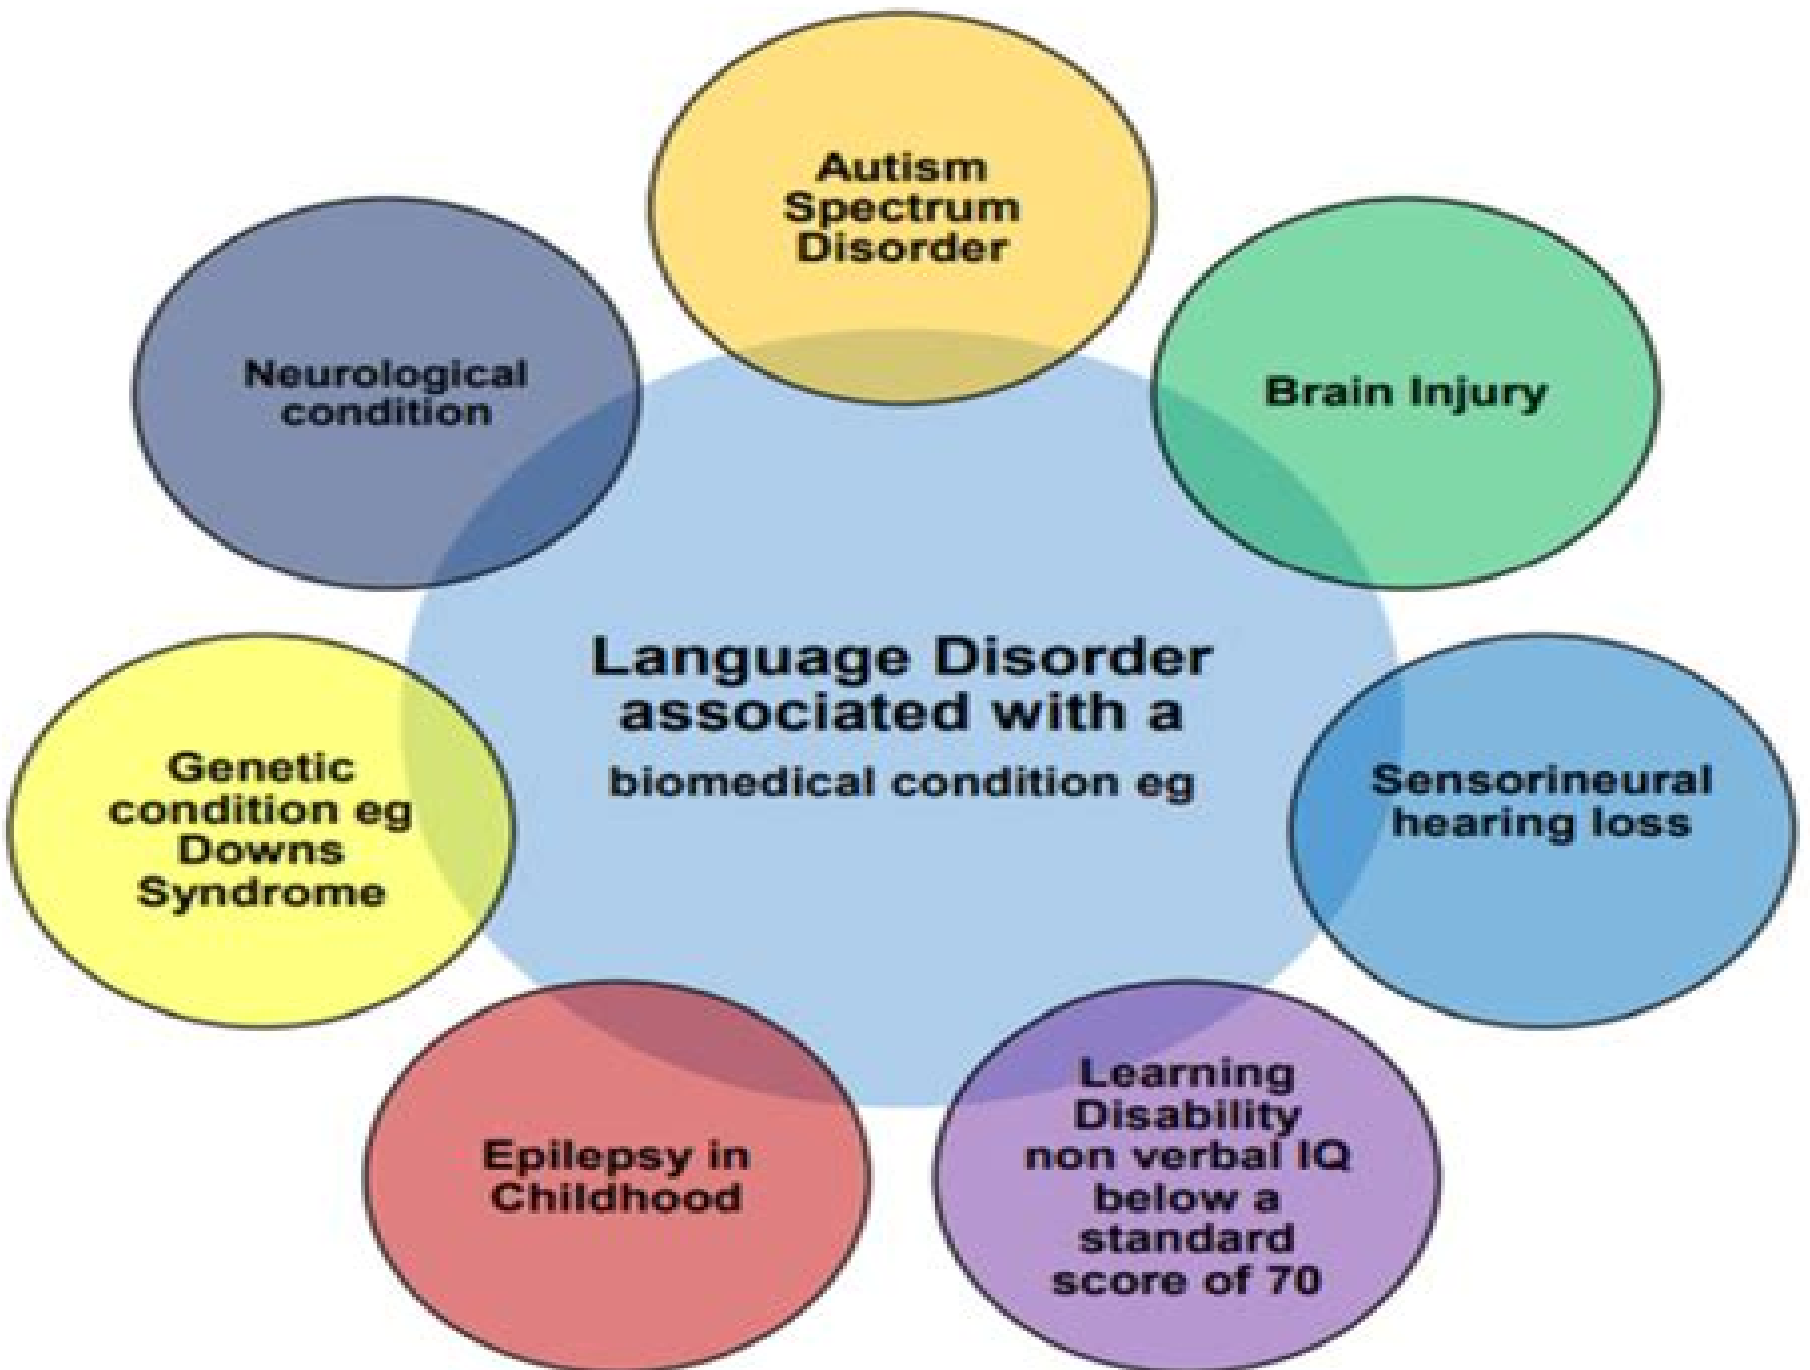 Autism
Spectrum
Disorder
Neurological
condition
Brain Injury
Language Disorder
associated with a
biomedical condition eg
Genetic
condition eg
Downs
Syndrome
Sensorineural
hearing loss
Epilepsy in
Childhood
Learning
Disability
non verbal IQ
below a
standard
score of 70